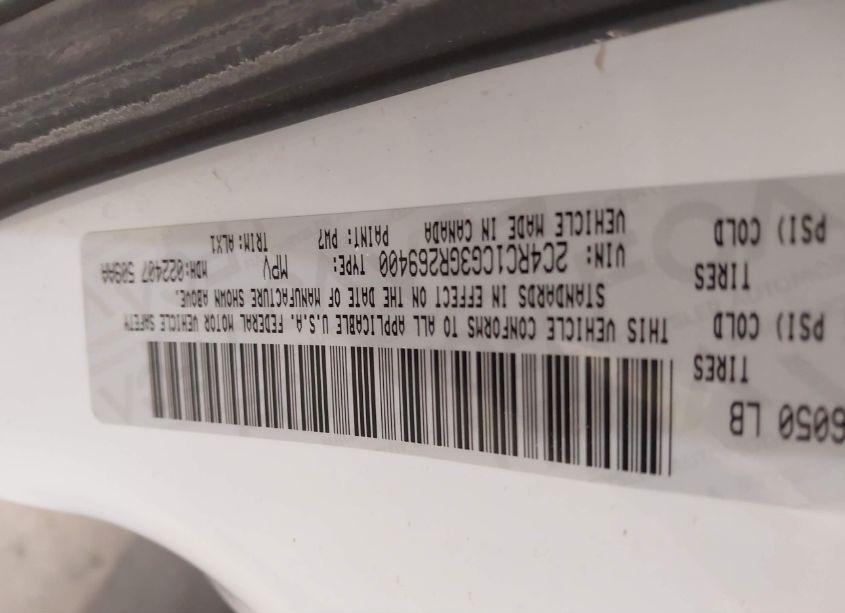 6050 LB
TIRES
PSI) COLD
TIRES
PSI) COLD
THIS VEHICLE CONFORMS TO ALL APPLICABLE U.S.A. FEDERAL MOTOR VEHICLE SAFETY
STANDARDS IN EFFECT ON THE DATE OF MANUFACTURE SHOWN ABOVE.
VIN: 2C4RC1CG3GR269400 TYPE: MPV MDH:022407 509AA
VEHICLE MADE IN CANADA PAINT: PW7 TRIM:ALX1